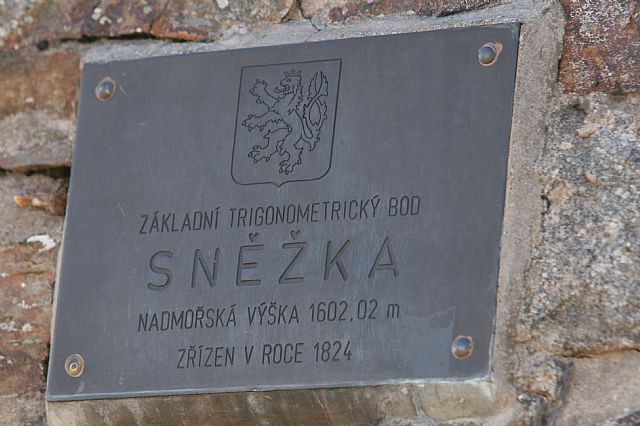 ZÁKLADNÍ TRIGONOMETRICKÝ BOD
SNĚŽKA
NADMOŘSKÁ VÝŠKA 1602,02 m
ZŘÍZEN V ROCE 1824